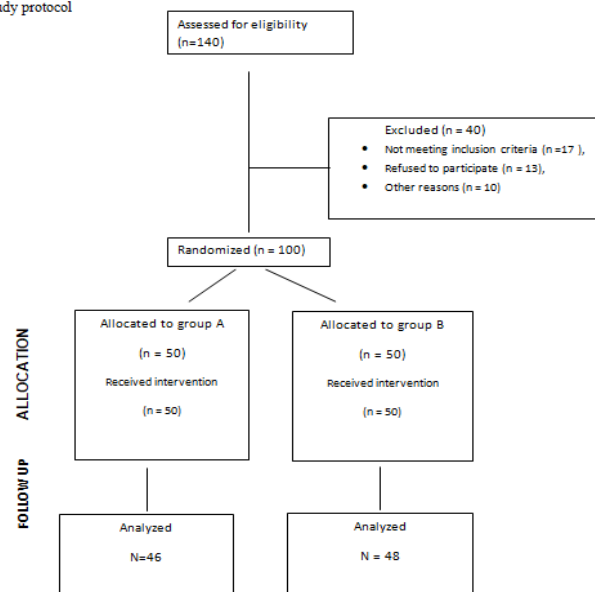 udy protocol
Assessed for eligibility
(n=140)
Excluded (n = 40)
• Not meeting inclusion criteria (n =17 ),
• Refused to participate (n = 13),
• Other reasons (n = 10)
Randomized (n = 100)
ALLOCATION
Allocated to group A
(n = 50)
Received intervention
(n = 50)
Allocated to group B
(n = 50)
Received intervention
(n = 50)
FOLLOW UP
Analyzed
N=46
Analyzed
N = 48